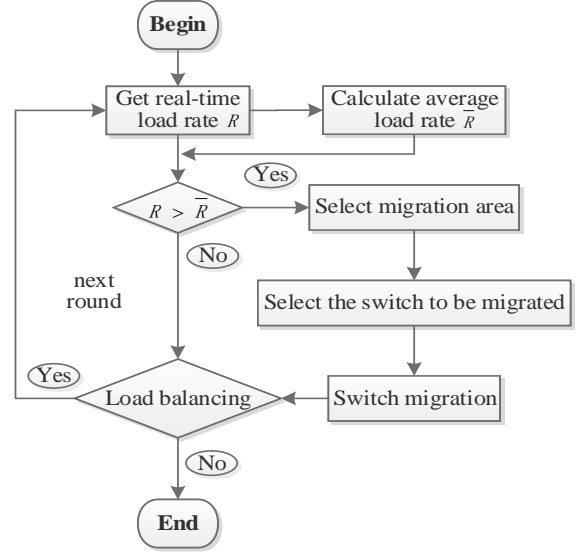 Begin
Get real-time
load rate R
Calculate average
load rate R̅
Yes
R > R̅
Select migration area
No
next
round
Select the switch to be migrated
Yes
Load balancing
Switch migration
No
End